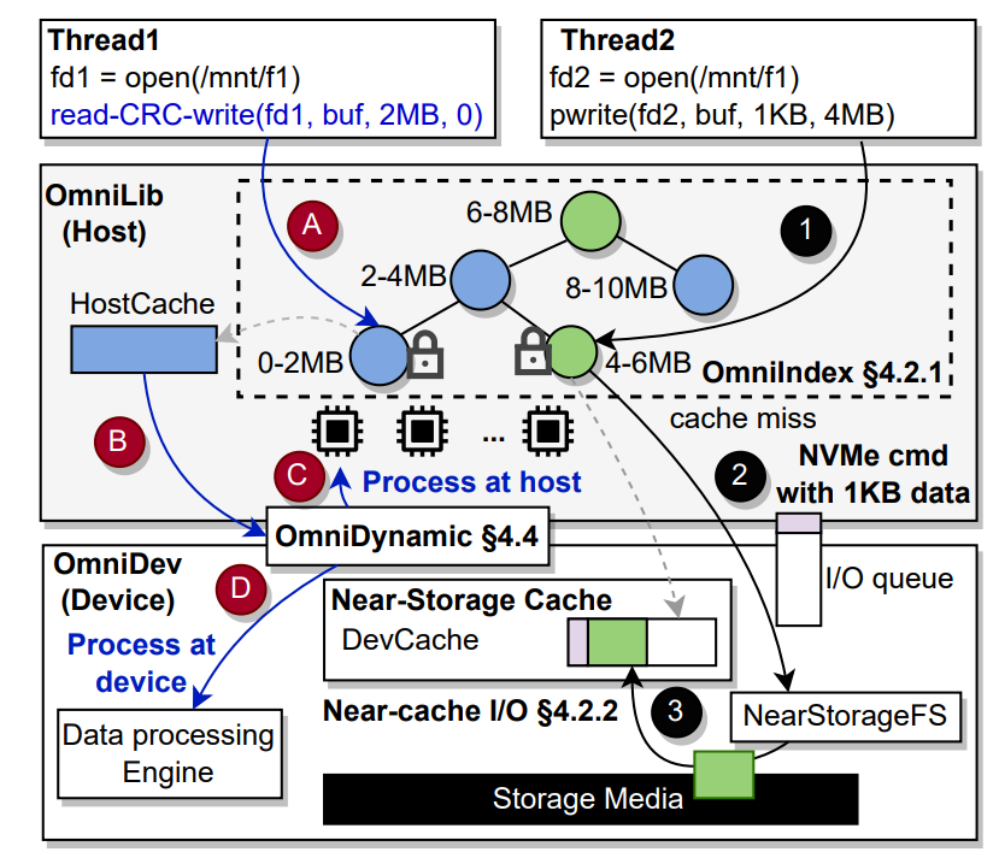 Thread1
fd1 = open(/mnt/f1)
read-CRC-write(fd1, buf, 2MB, 0)
Thread2
fd2 = open(/mnt/f1)
pwrite(fd2, buf, 1KB, 4MB)
OmniLib
(Host)
A
1
6-8MB
2-4MB
8-10MB
HostCache
0-2MB
4-6MB
OmniIndex §4.2.1
cache miss
B
...
C
Process at host
2
NVMe cmd
with 1KB data
OmniDynamic §4.4
OmniDev
(Device)
D
Process at
device
Near-Storage Cache
DevCache
I/O queue
Near-cache I/O §4.2.2
3
NearStorageFS
Data processing
Engine
Storage Media